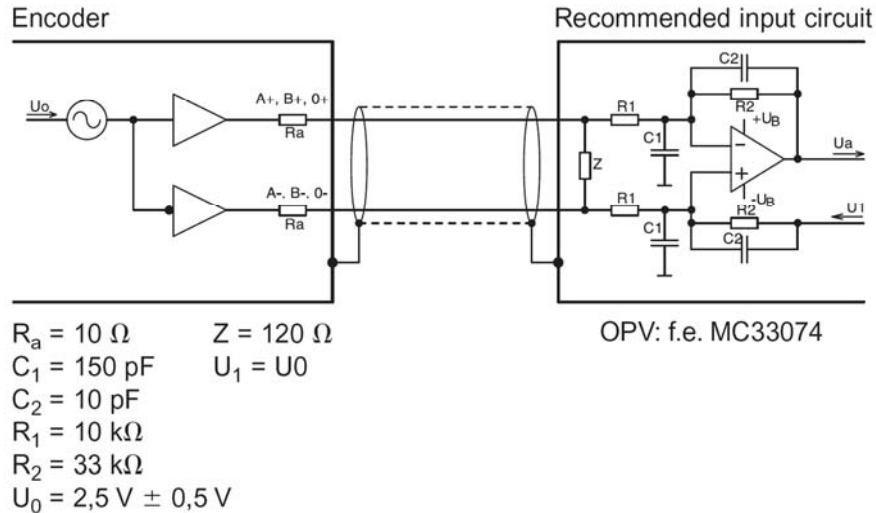 Encoder
Recommended input circuit
Uo
A+, B+, 0+
Ra
A-. B-. 0-
Ra
Z
R1
C1
R1
C1
C2
R2
+UB
-UB
Ua
R2
C2
U1
Ra = 10 Ω
Z = 120 Ω
C1 = 150 pF
U1 = U0
C2 = 10 pF
R1 = 10 kΩ
R2 = 33 kΩ
U0 = 2,5 V ± 0,5 V
OPV: f.e. MC33074